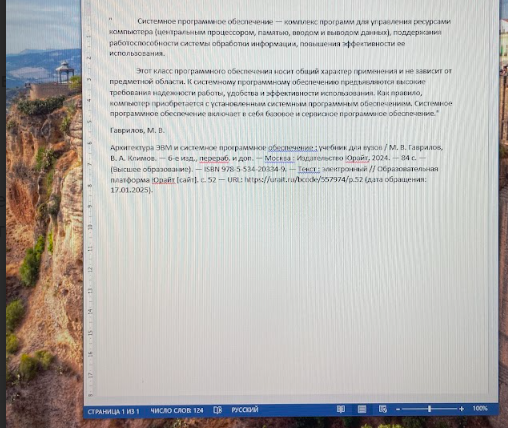 "    Системное программное обеспечение — комплекс программ для управления ресурсами
компьютера (центральным процессором, памятью, вводом и выводом данных), поддержания
работоспособности системы обработки информации, повышения эффективности ее
использования.
Этот класс программного обеспечения носит общий характер применения и не зависит от
предметной области. К системному программному обеспечению предъявляются высокие
требования надежности работы, удобства и эффективности использования. Как правило,
компьютер приобретается с установленным системным программным обеспечением. Системное
программное обеспечение включает в себя базовое и сервисное программное обеспечение."
Гаврилов, М. В.
Архитектура ЭВМ и системное программное обеспечение : учебник для вузов / М. В. Гаврилов,
В. А. Климов. — 6-е изд., перераб. и доп. — Москва : Издательство Юрайт, 2024. — 84 с. —
(Высшее образование). — ISBN 978-5-534-20334-9. — Текст : электронный // Образовательная
платформа Юрайт [сайт]. с. 52 — URL: https://urait.ru/bcode/557974/p.52 (дата обращения:
17.01.2025).
СТРАНИЦА 1 ИЗ 1 ЧИСЛО СЛОВ: 124 РУССКИЙ 100%